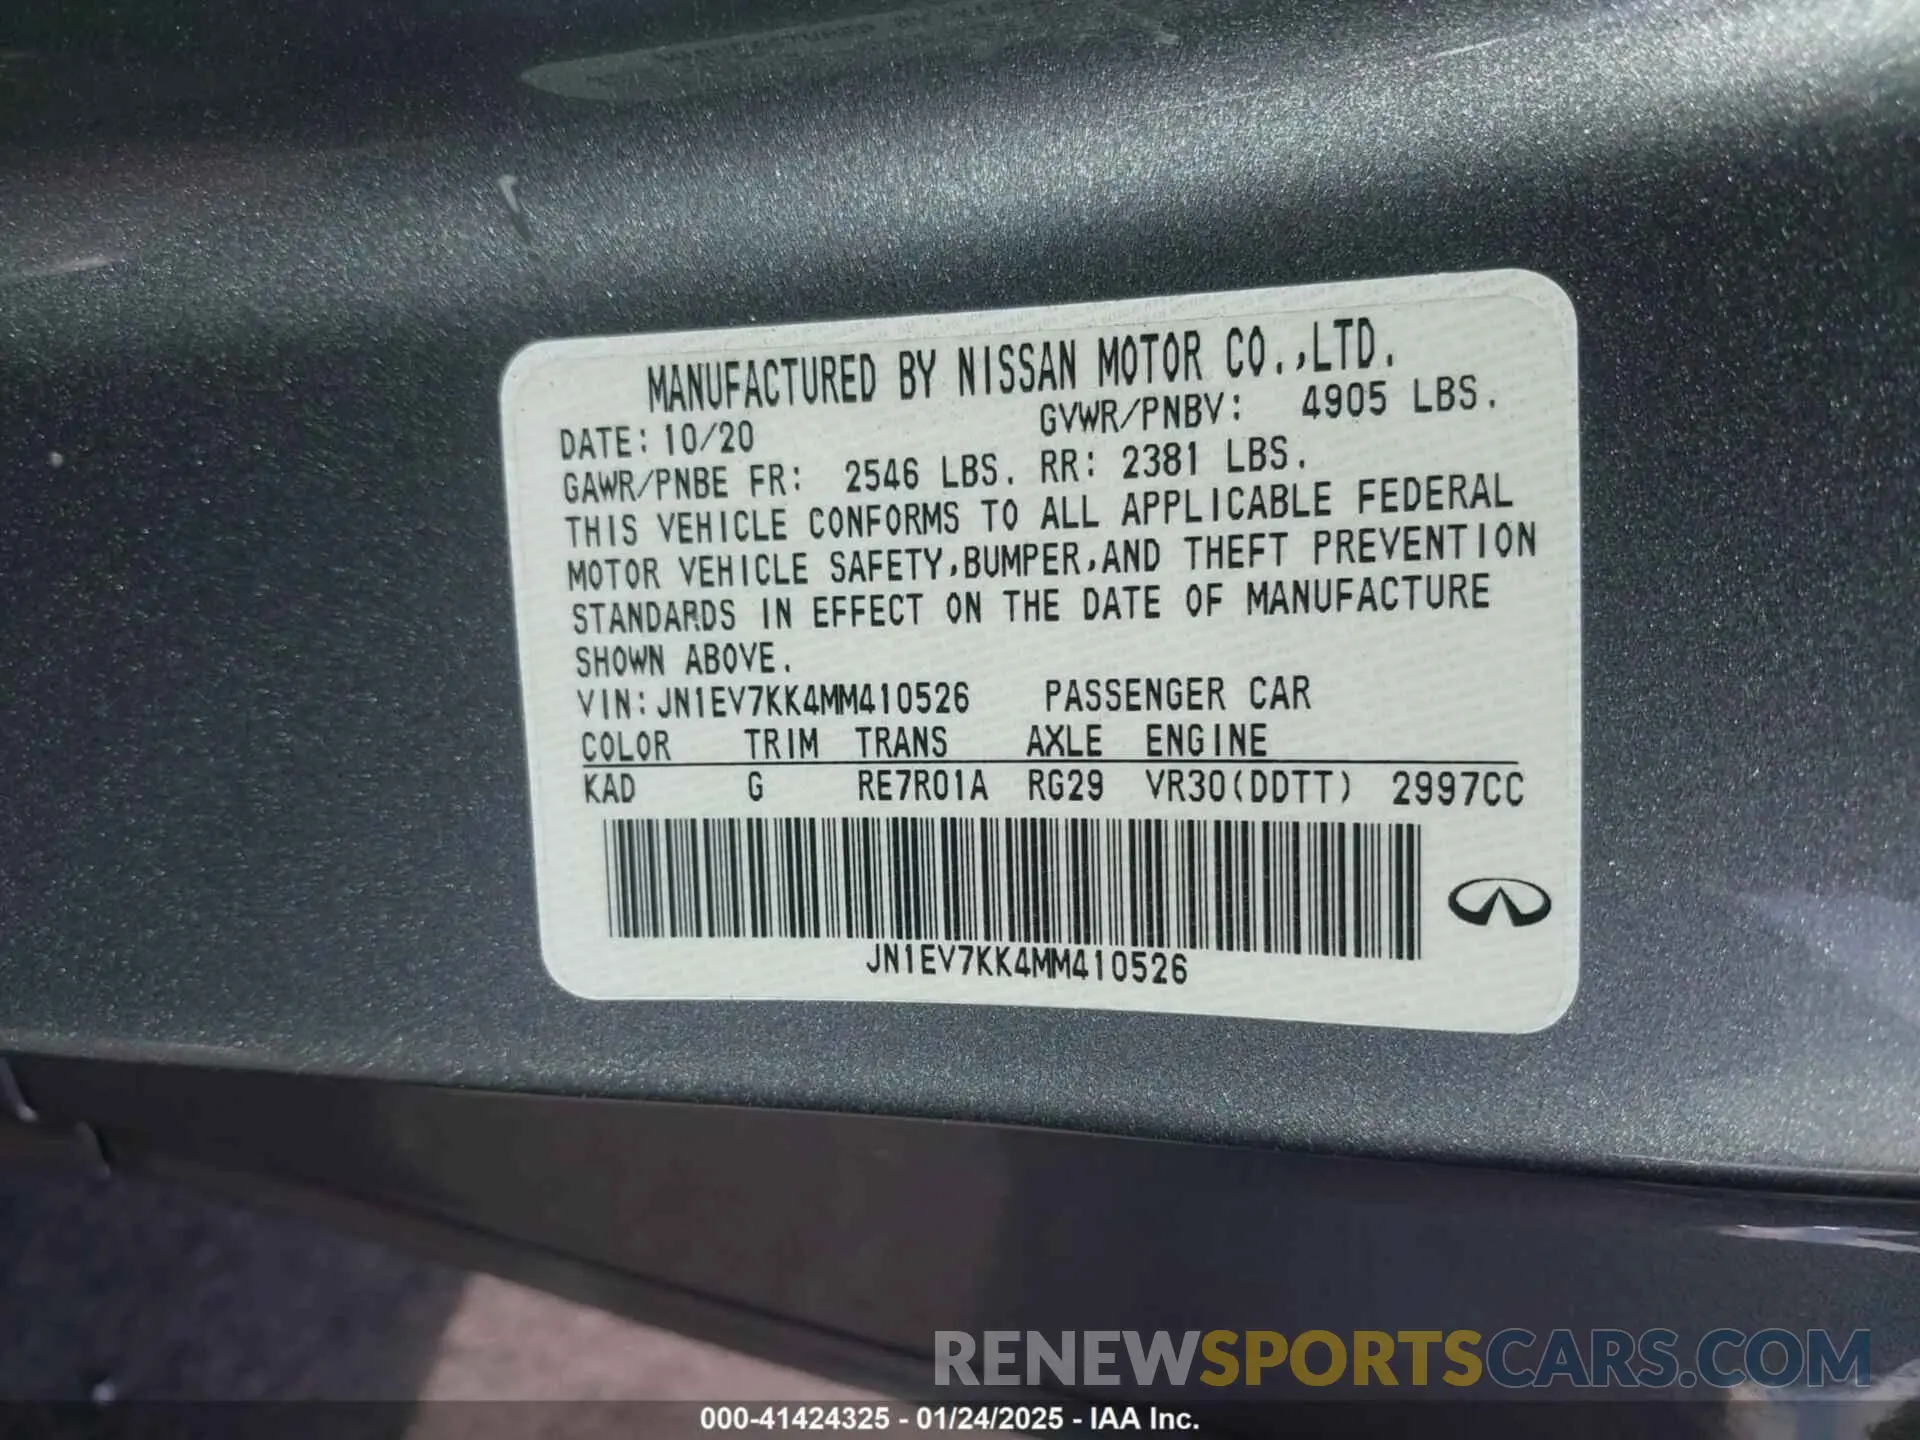 MANUFACTURED BY NISSAN MOTOR CO.,LTD.
DATE: 10/20 GVWR/PNBV: 4905 LBS.
GAWR/PNBE FR: 2546 LBS. RR: 2381 LBS.
THIS VEHICLE CONFORMS TO ALL APPLICABLE FEDERAL
MOTOR VEHICLE SAFETY,BUMPER,AND THEFT PREVENTION
STANDARDS IN EFFECT ON THE DATE OF MANUFACTURE
SHOWN ABOVE.
VIN: JN1EV7KK4MM410526 PASSENGER CAR
COLOR TRIM TRANS AXLE ENGINE
KAD G RE7R01A RG29 VR30(DDTT) 2997CC
JN1EV7KK4MM410526
RENEWSPORTSCARS.COM
000-41424325 - 01/24/2025 - IAA Inc.